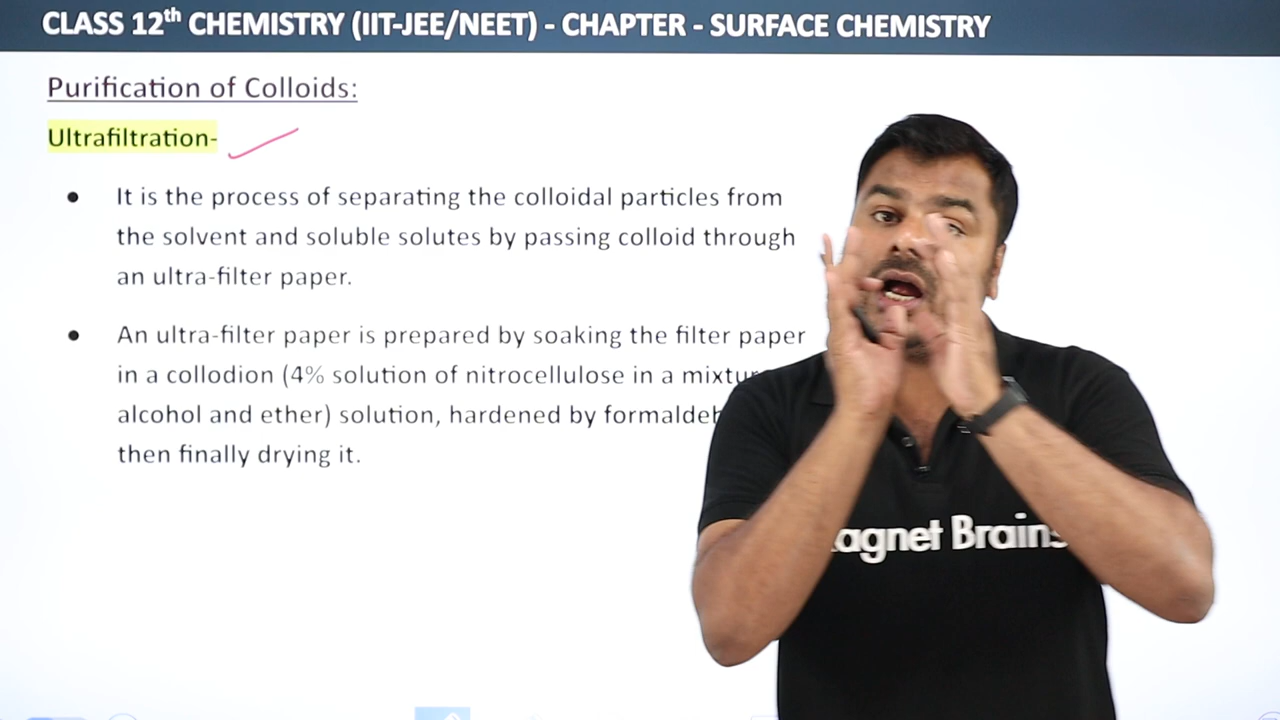 CLASS 12th CHEMISTRY (IIT-JEE/NEET) - CHAPTER - SURFACE CHEMISTRY
Purification of Colloids:
Ultrafiltration-
● It is the process of separating the colloidal particles from
the solvent and soluble solutes by passing colloid through
an ultra-filter paper.
● An ultra-filter paper is prepared by soaking the filter paper
in a collodion (4% solution of nitrocellulose in a
alcohol and ether) solution, hardened by
then finally drying it.
Brains